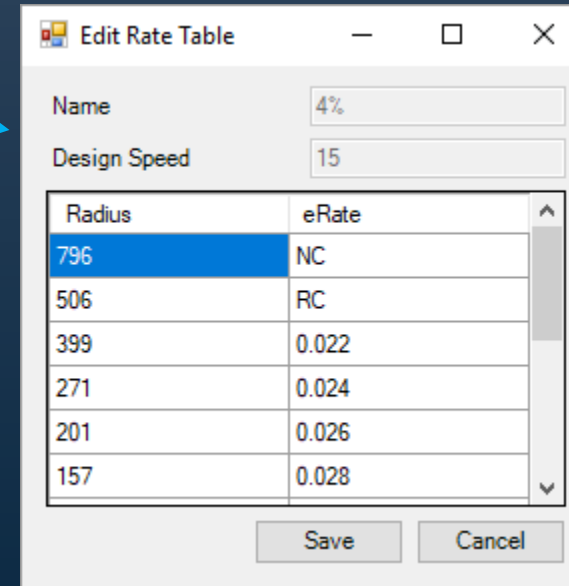 Edit Rate Table
Name 4%
Design Speed 15
Radius eRate
796 NC
506 RC
399 0.022
271 0.024
201 0.026
157 0.028
Save Cancel